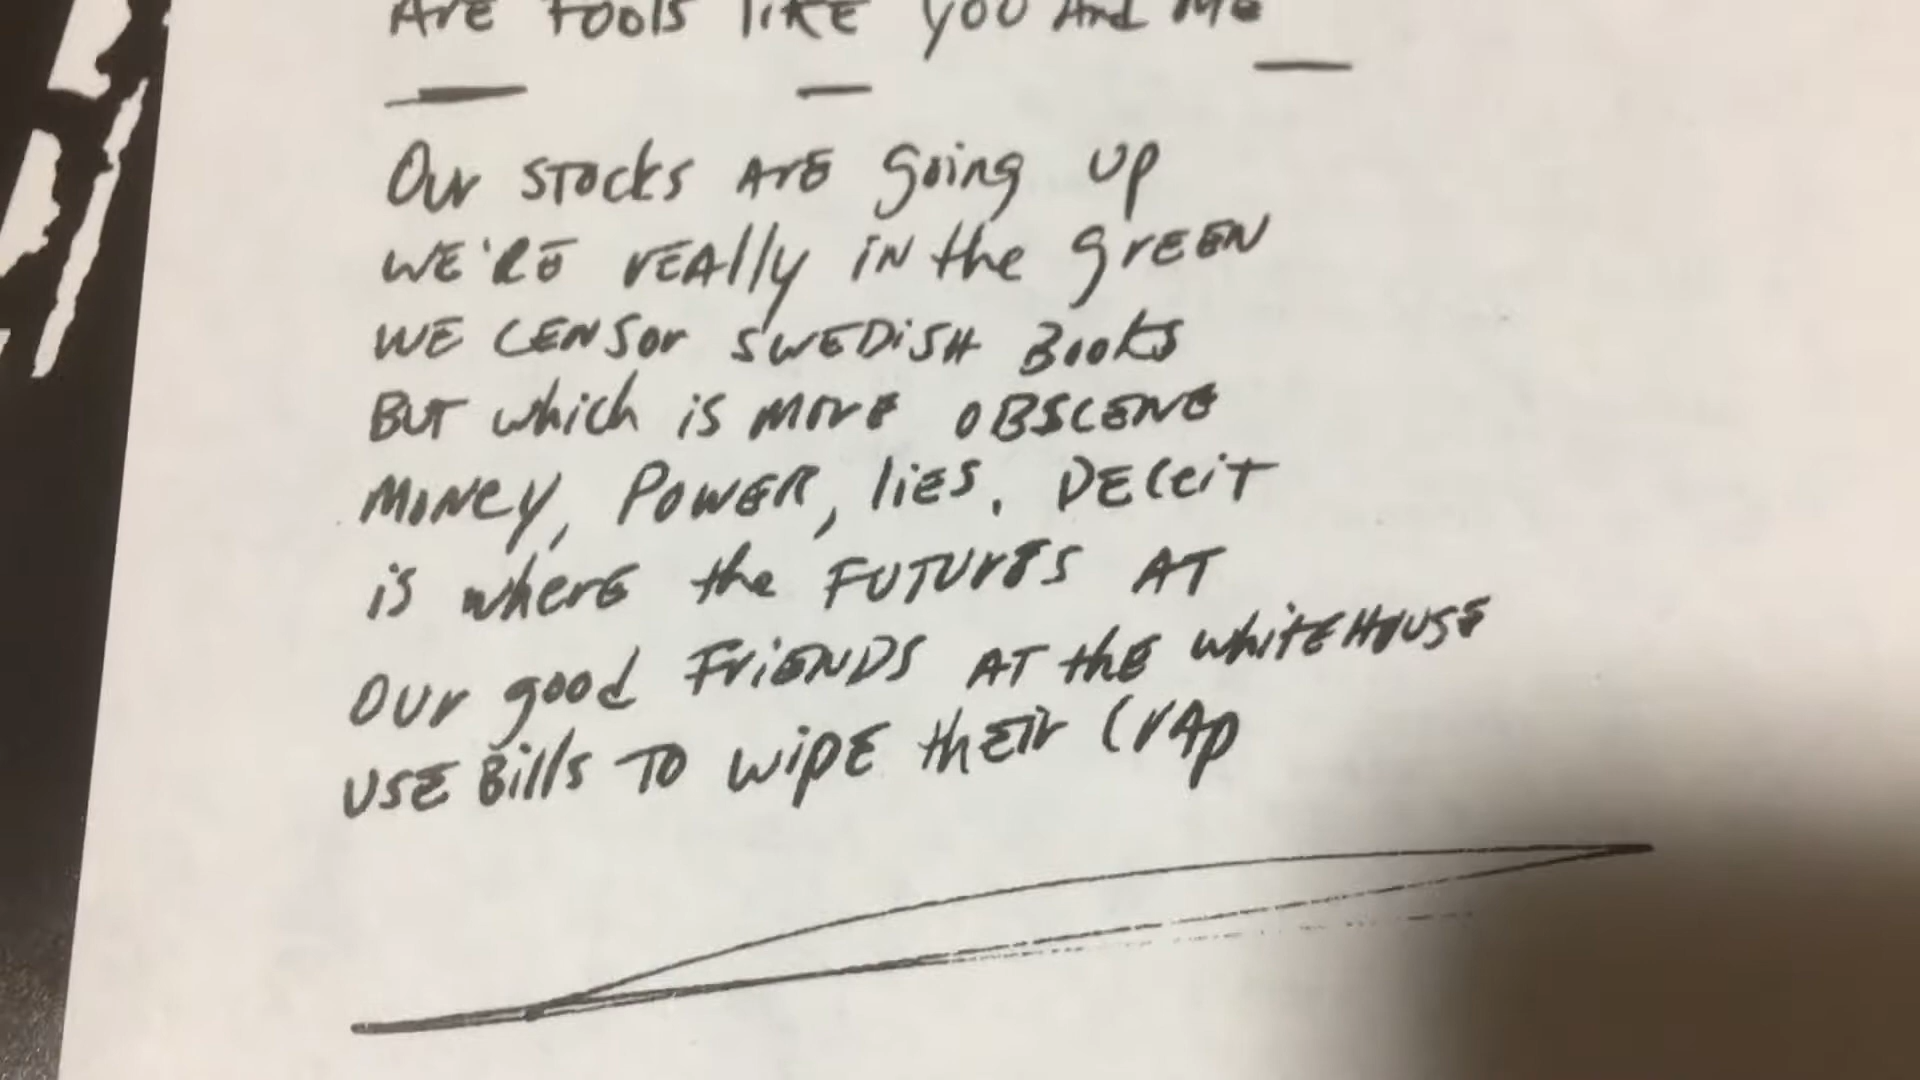 Are fools like you and me
Our stocks are going up
We're really in the green
We censor Swedish books
But which is more obscene
Money, Power, lies, Deceit
is where the futures at
Our good friends at the whitehouse
use Bills to wipe their crap